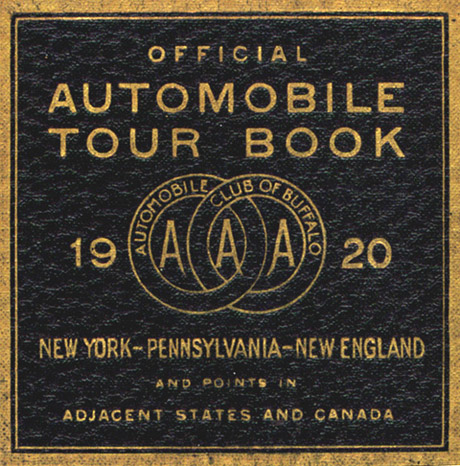 OFFICIAL
AUTOMOBILE
TOUR BOOK
AUTOMOBILE CLUB OF BUFFALO
19 AAA 20
NEW YORK-PENNSYLVANIA-NEW ENGLAND
AND POINTS IN
ADJACENT STATES AND CANADA